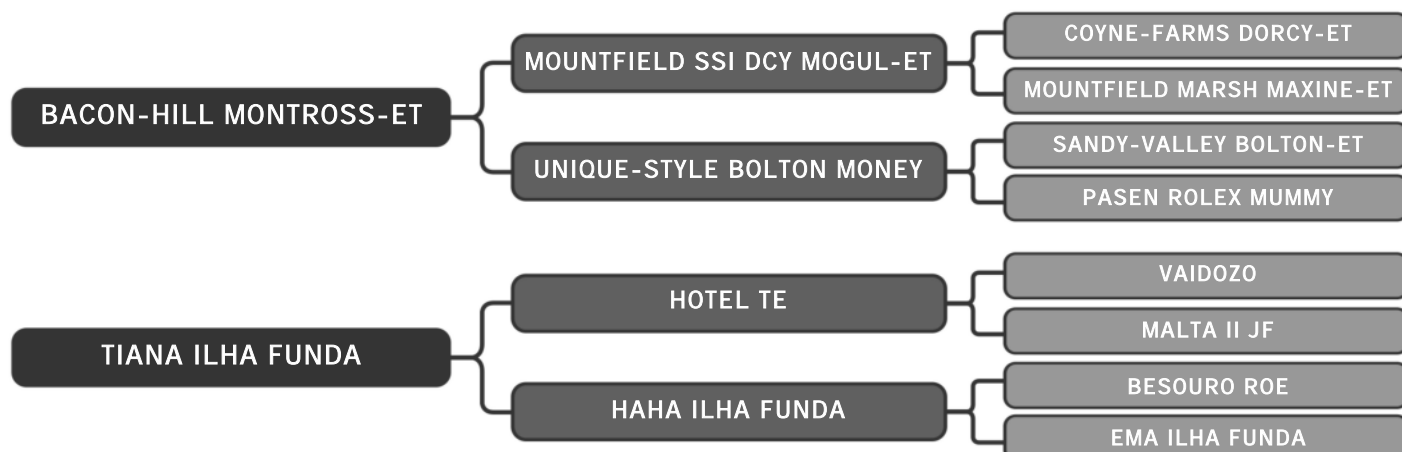 COYNE-FARMS DORCY-ET
MOUNTFIELD SSI DCY MOGUL-ET
MOUNTFIELD MARSH MAXINE-ET
BACON-HILL MONTROSS-ET
SANDY-VALLEY BOLTON-ET
UNIQUE-STYLE BOLTON MONEY
PASEN ROLEX MUMMY
VAIDOZO
HOTEL TE
MALTA II JF
TIANA ILHA FUNDA
BESOURO ROE
HAHA ILHA FUNDA
EMA ILHA FUNDA